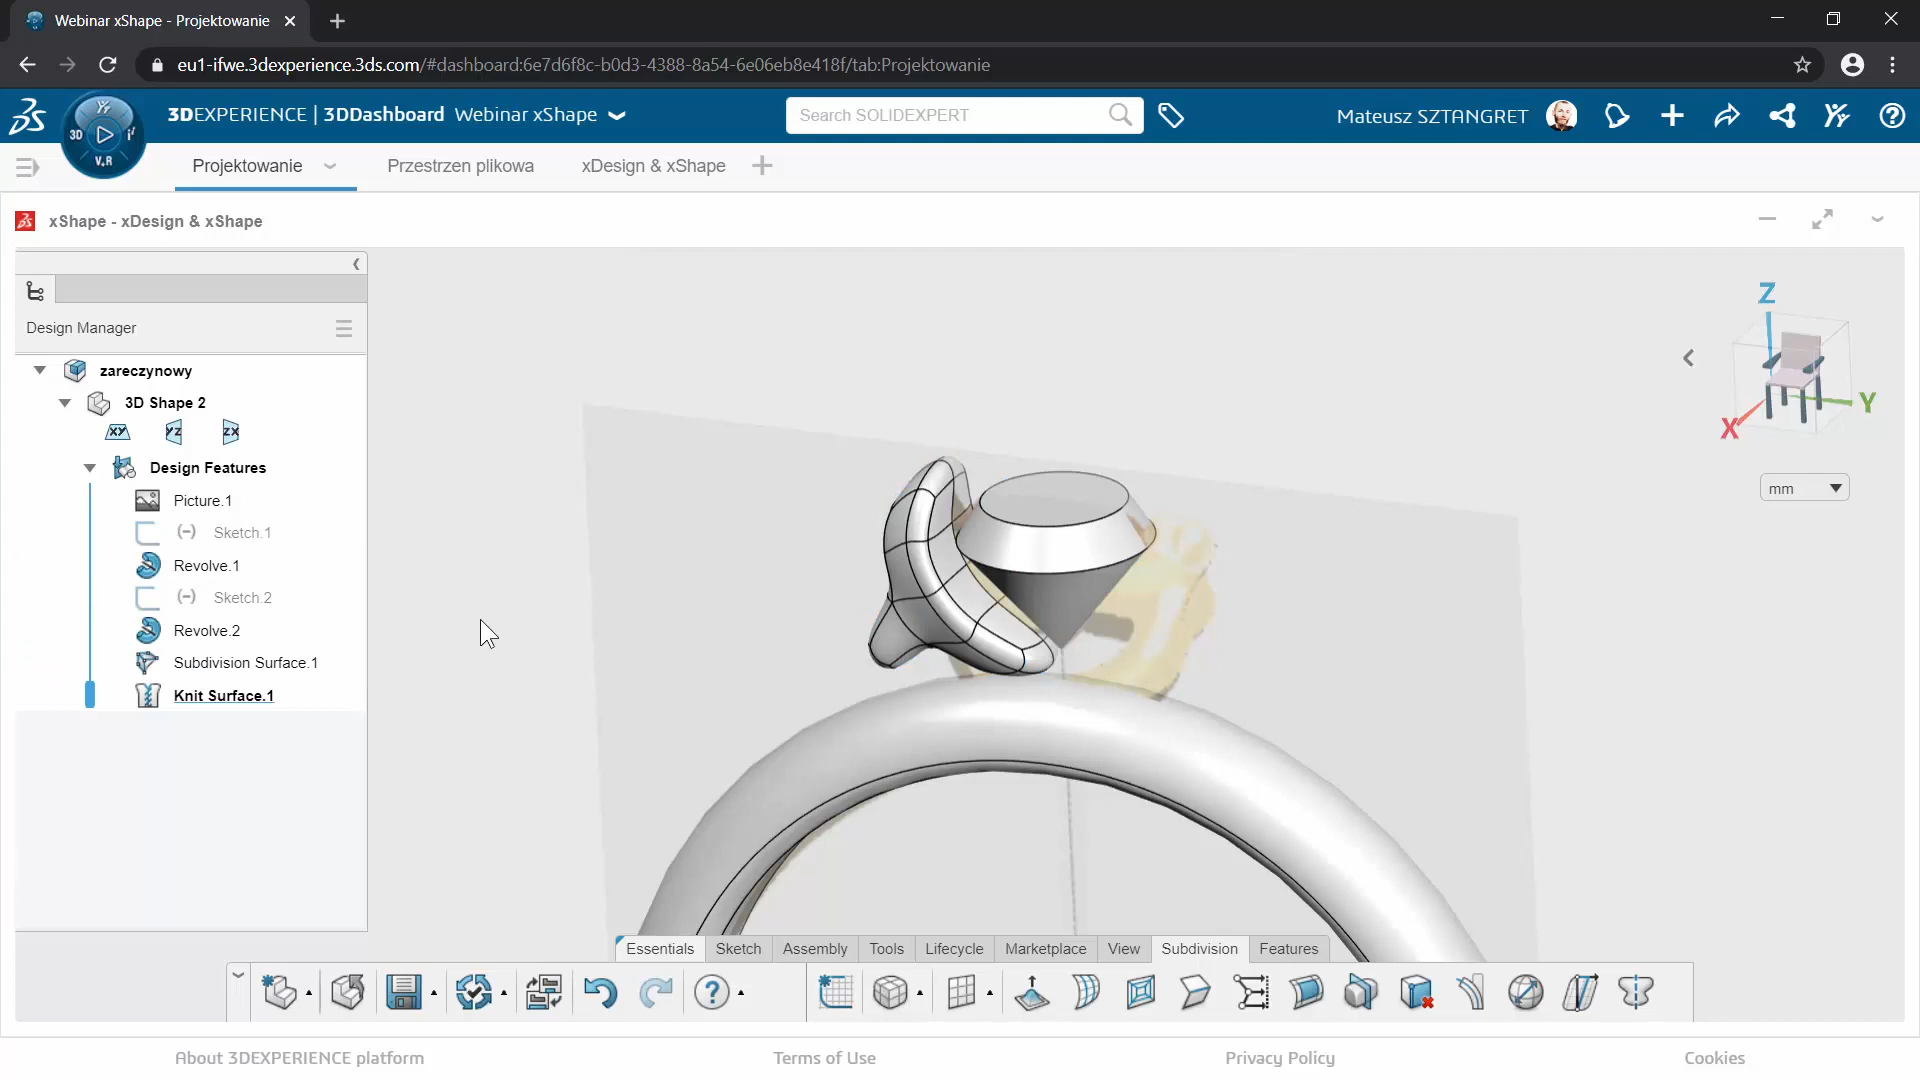 Webinar xShape - Projektowanie
eu1-ifwe.3dexperience.3ds.com/#dashboard:6e7d6f8c-b0d3-4388-8a54-6e06eb8e418f/tab:Projektowanie
3DEXPERIENCE | 3DDashboard Webinar xShape
Search SOLIDEXPERT
Mateusz SZTANGRET
3D
V.R
Projektowanie
Przestrzen plikowa
xDesign & xShape
xShape - xDesign & xShape
Design Manager
zareczynowy
3D Shape 2
XY
YZ
ZX
Design Features
Picture.1
(-) Sketch.1
Revolve.1
(-) Sketch.2
Revolve.2
Subdivision Surface.1
Knit Surface.1
Z
Y
X
mm
Essentials
Sketch
Assembly
Tools
Lifecycle
Marketplace
View
Subdivision
Features
About 3DEXPERIENCE platform
Terms of Use
Privacy Policy
Cookies